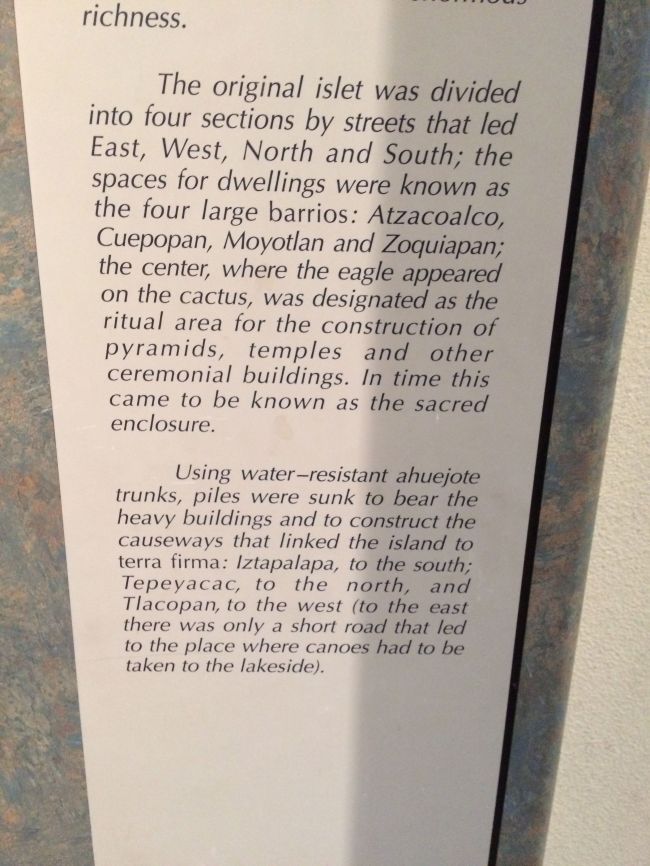 enormous
richness.
The original islet was divided
into four sections by streets that led
East, West, North and South; the
spaces for dwellings were known as
the four large barrios: Atzacoalco,
Cuepopan, Moyotlan and Zoquiapan;
the center, where the eagle appeared
on the cactus, was designated as the
ritual area for the construction of
pyramids, temples and other
ceremonial buildings. In time this
came to be known as the sacred
enclosure.
Using water–resistant ahuejote
trunks, piles were sunk to bear the
heavy buildings and to construct the
causeways that linked the island to
terra firma: Iztapalapa, to the south;
Tepeyacac, to the north, and
Tlacopan, to the west (to the east
there was only a short road that led
to the place where canoes had to be
taken to the lakeside).